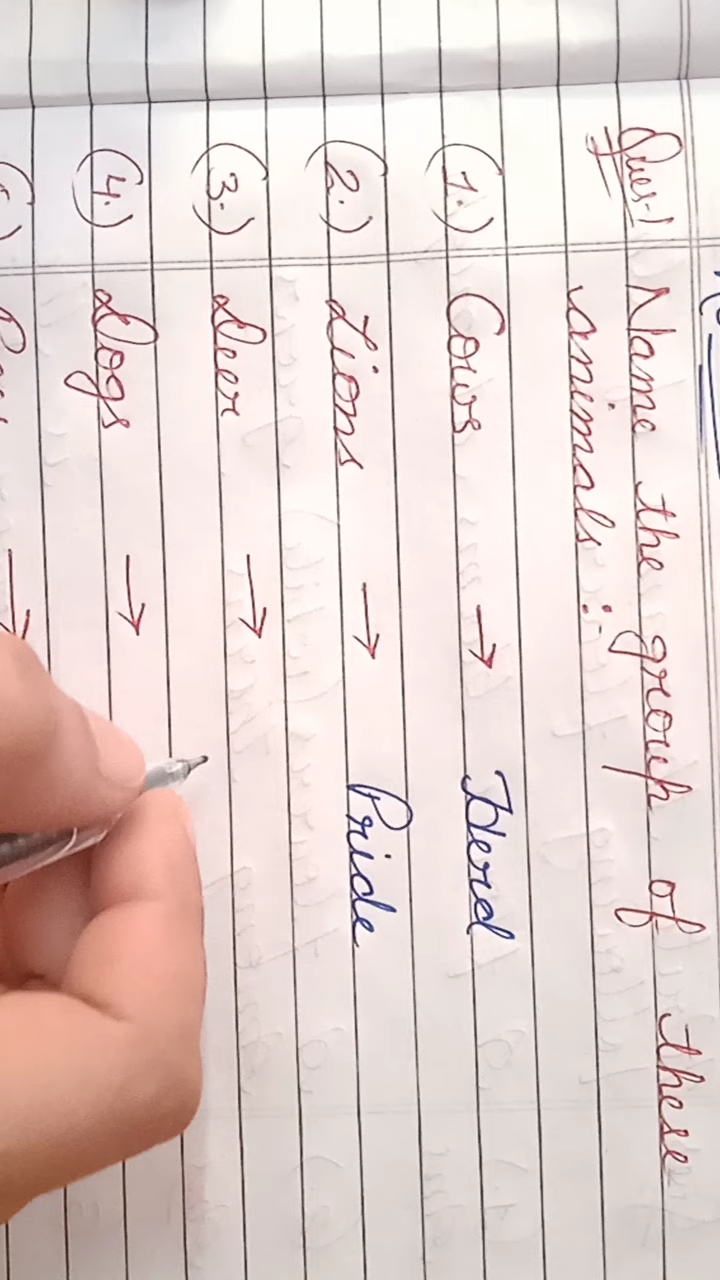 Ques-1 Name the group of these
animals :-
(1.) Cows → Herd
(2.) Lions → Pride
(3.) Deer →
(4.) Dogs →